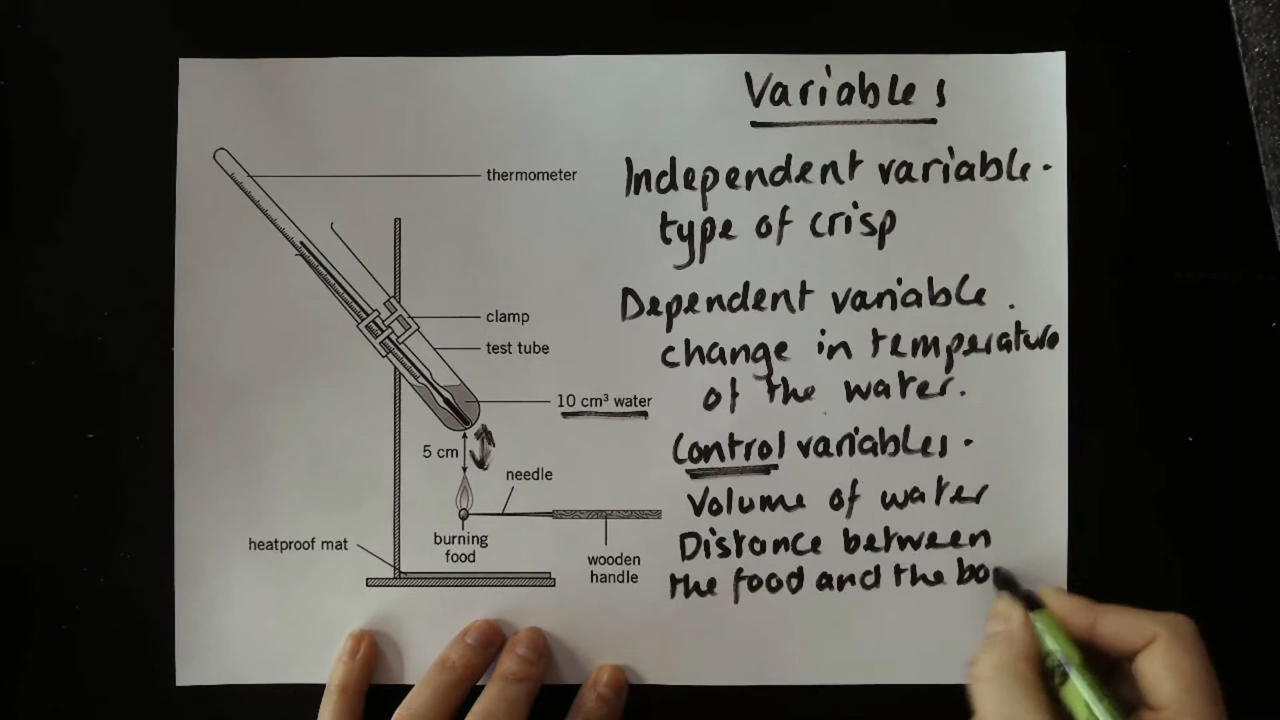 Variables
thermometer
Independent variable.
type of crisp
clamp
test tube
Dependent variable.
change in temperature
of the water.
10 cm³ water
5 cm
Control variables.
needle
Volume of water
burning
food
heatproof mat
wooden
handle
Distance between
the food and the